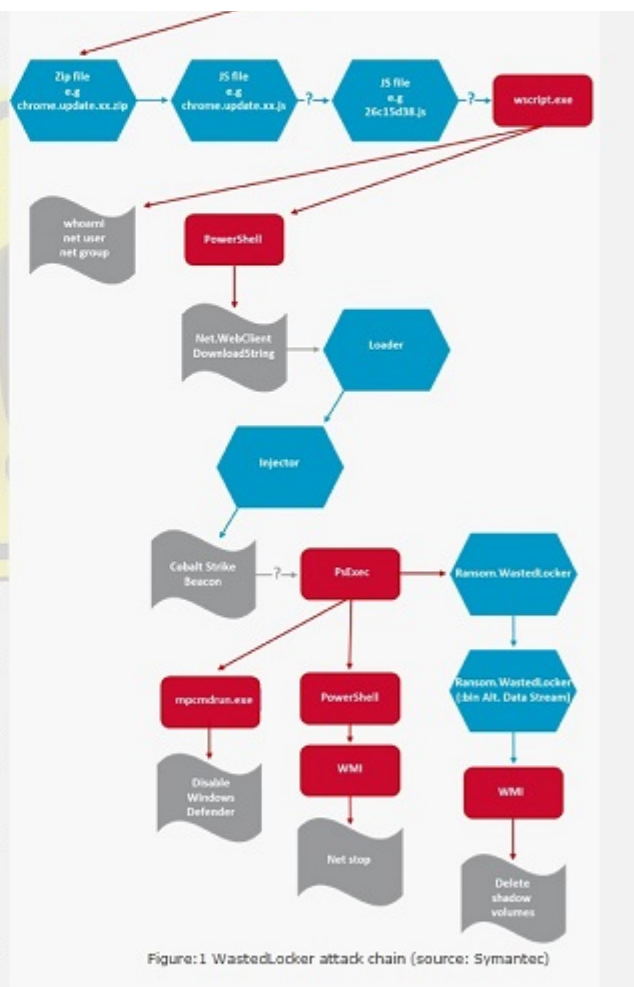 Zip file
e.g
chrome.update.xx.zip
JS file
e.g
chrome.update.xx.js
?
JS file
e.g
26c15d38.js
?
wscript.exe
whoami
net user
net group
PowerShell
Net.WebClient
DownloadString
Loader
Injector
Cobalt Strike
Beacon
?
PsExec
Ransom.WastedLocker
mpcmdrun.exe
PowerShell
Ransom.WastedLocker
(:bin Alt. Data Stream)
Disable
Windows
Defender
WMI
WMI
Net stop
Delete
shadow
volumes
Figure:1 WastedLocker attack chain (source: Symantec)